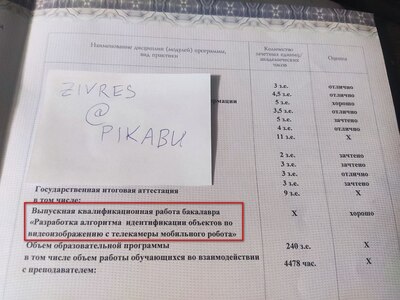 Наименование дисциплин (модулей) программы,
вид практики
Количество
зачетных единиц/
академических
часов
Оценка
ZIVRES
@
PIKABU
3 з.е. отлично
4,5 з.е. отлично
5 з.е. хорошо
3,5 з.е. отлично
5 з.е. зачтено
4 з.е. отлично
11 з.е. X
2 з.е. зачтено
3 з.е. зачтено
3 з.е. отлично
3 з.е. отлично
Государственная итоговая аттестация 9 з.е. X
в том числе:
Выпускная квалификационная работа бакалавра
«Разработка алгоритма идентификации объектов по X хорошо
видеоизображению с телекамеры мобильного робота»
Объем образовательной программы 240 з.е. X
в том числе объем работы обучающихся во взаимодействии 4478 час. X
с преподавателем: